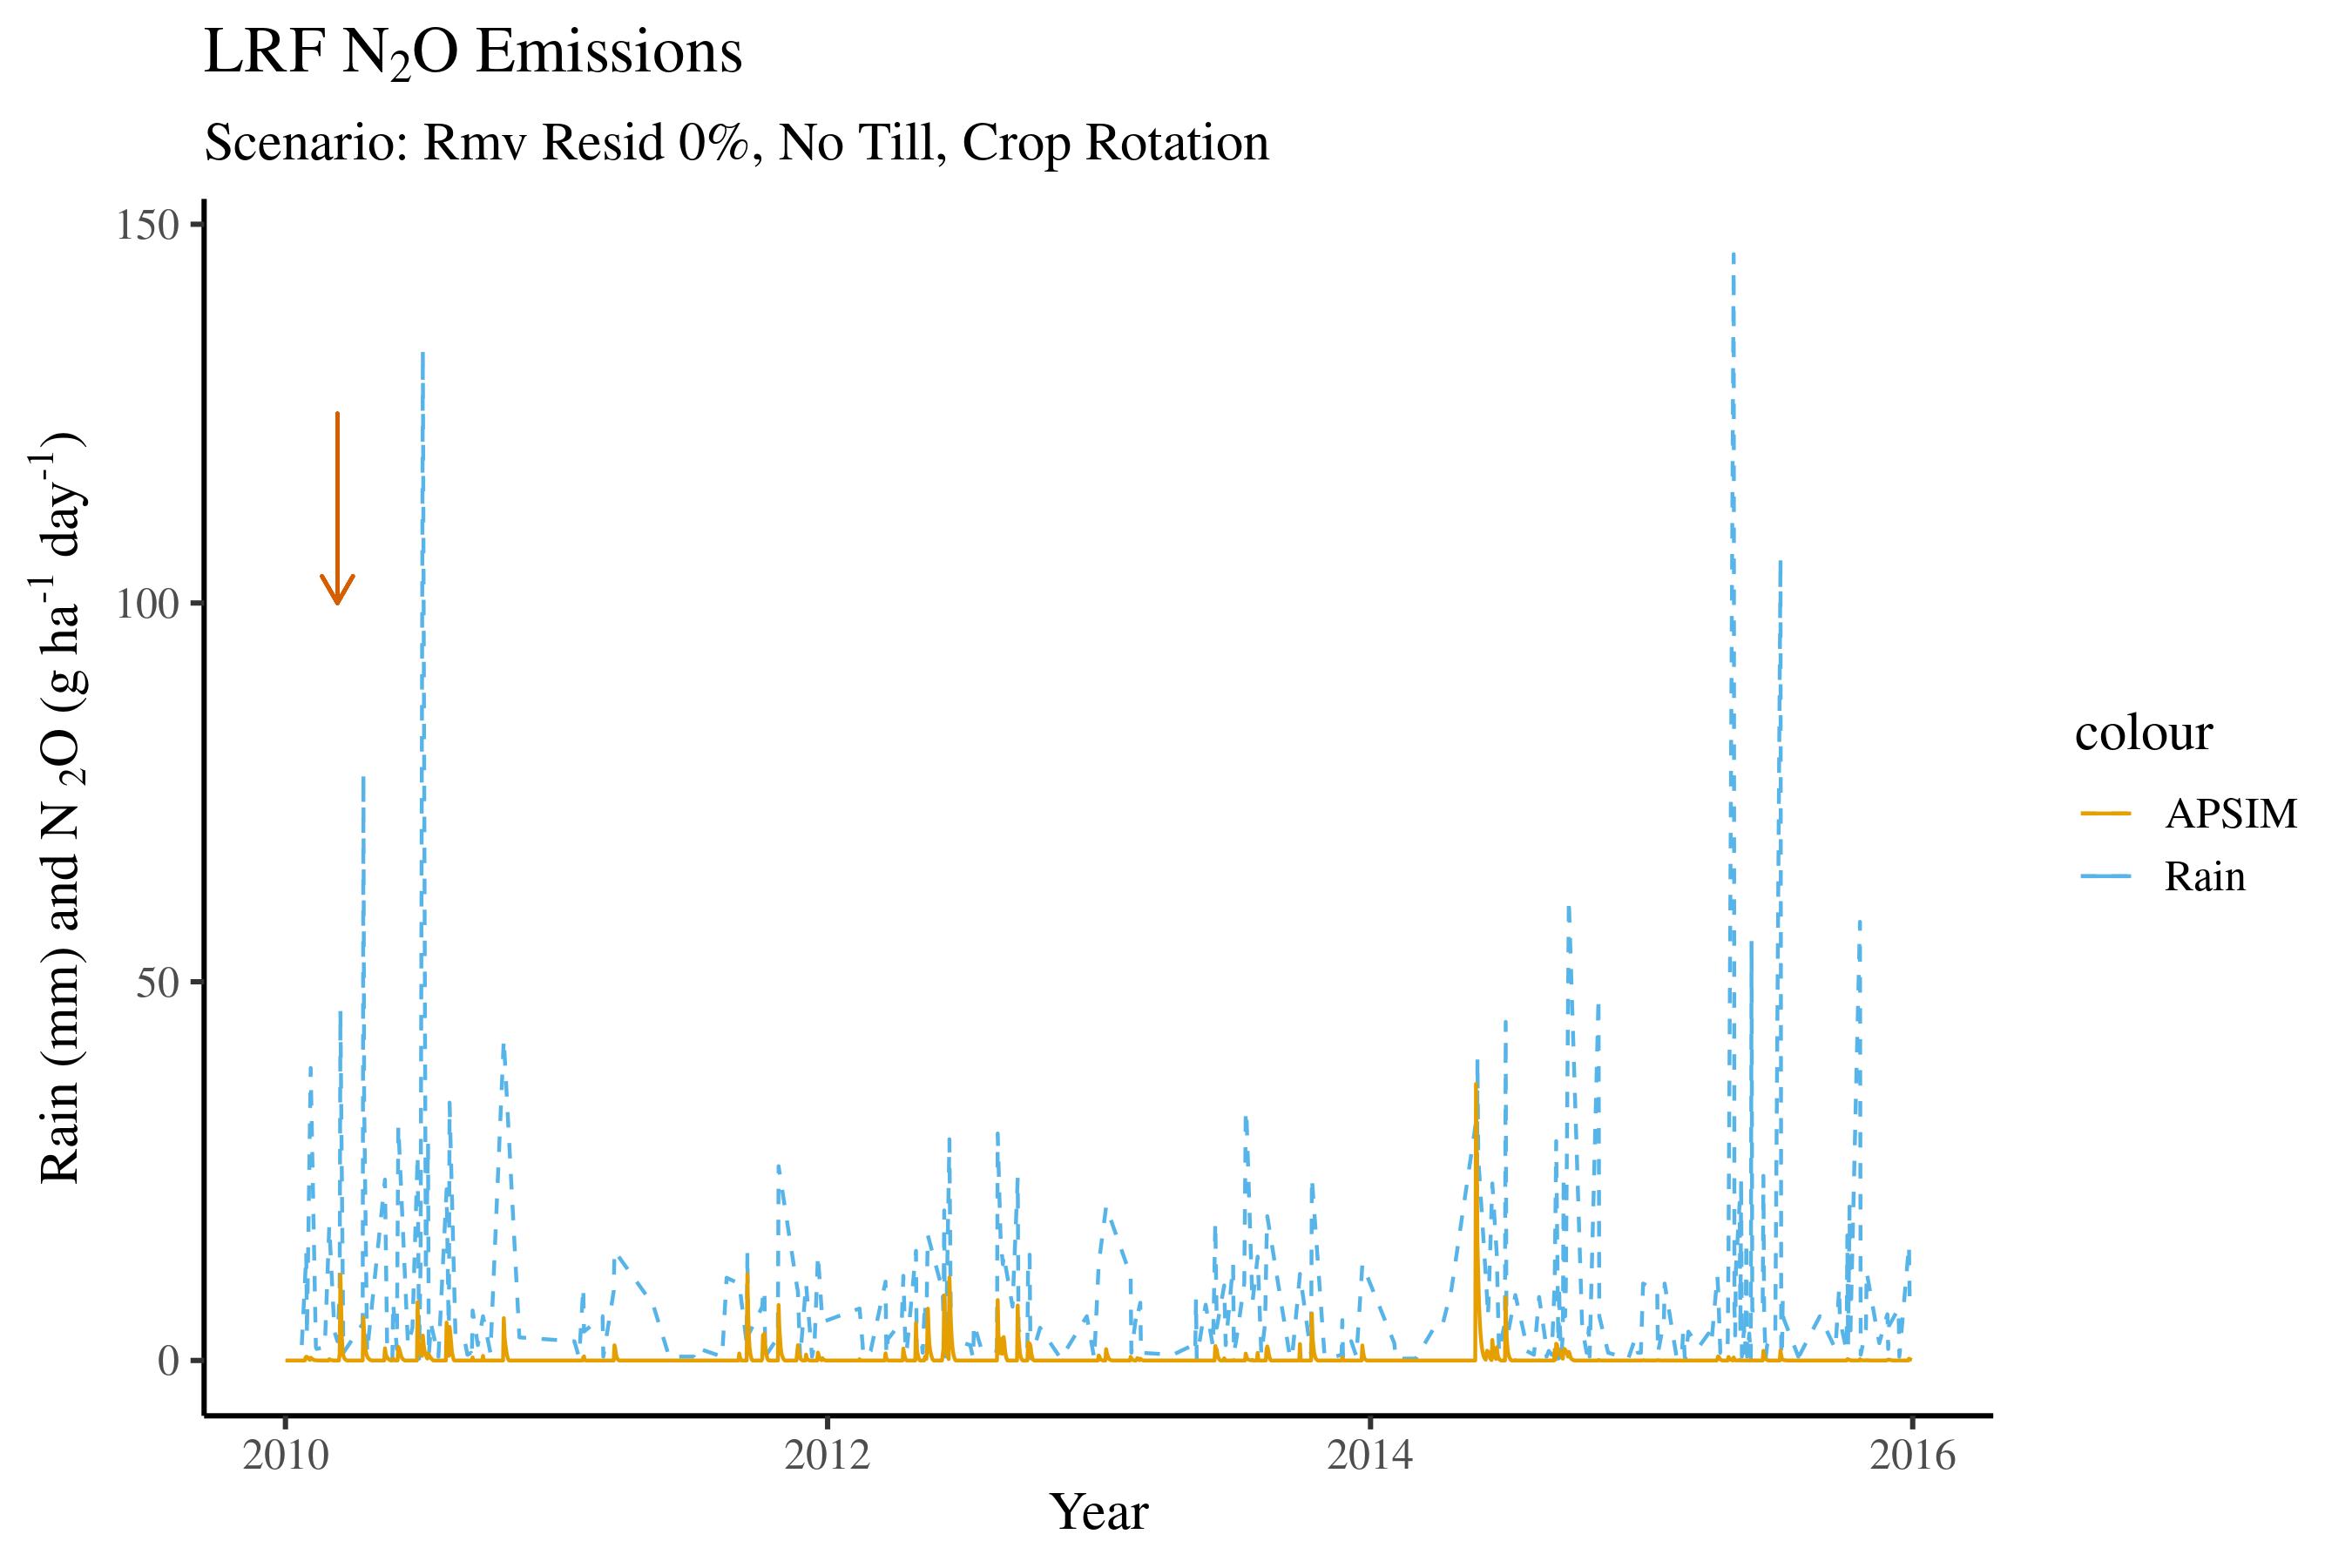 LRF N₂O Emissions
Scenario: Rmv Resid 0%, No Till, Crop Rotation
Rain (mm) and N ₂O (g ha⁻¹ day⁻¹)
150
100
50
0
2010
2012
2014
2016
Year
colour
APSIM
Rain